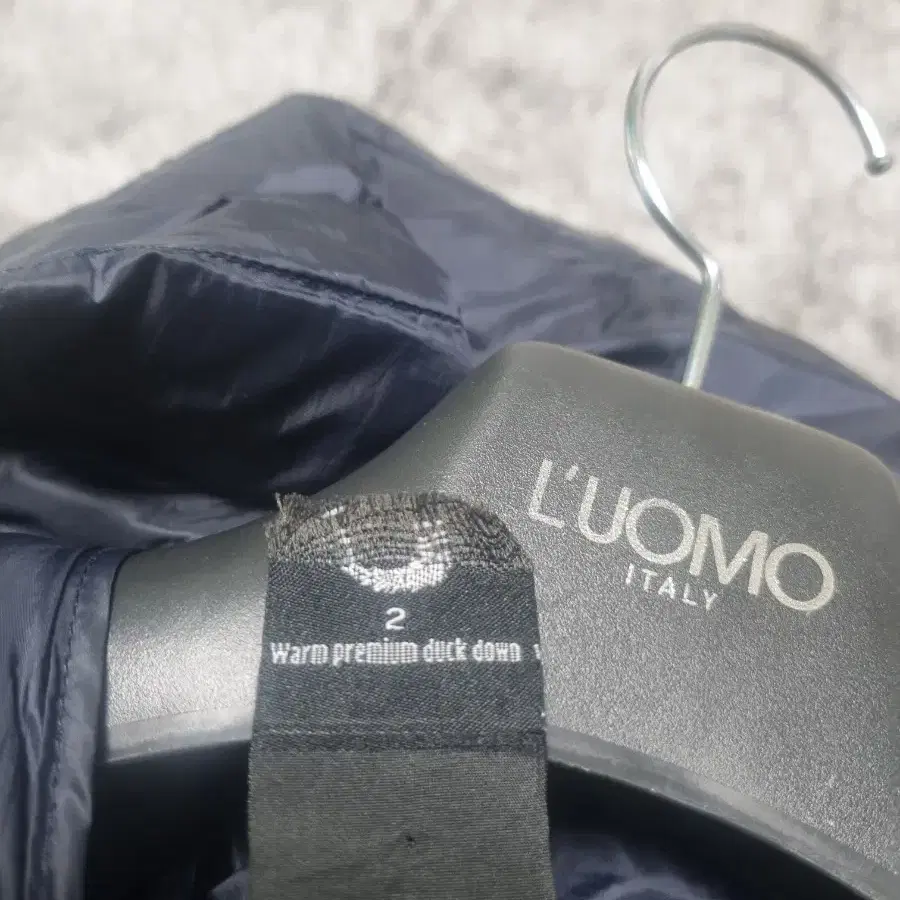 L'UOMO
ITALY
2
Warm premium duck down